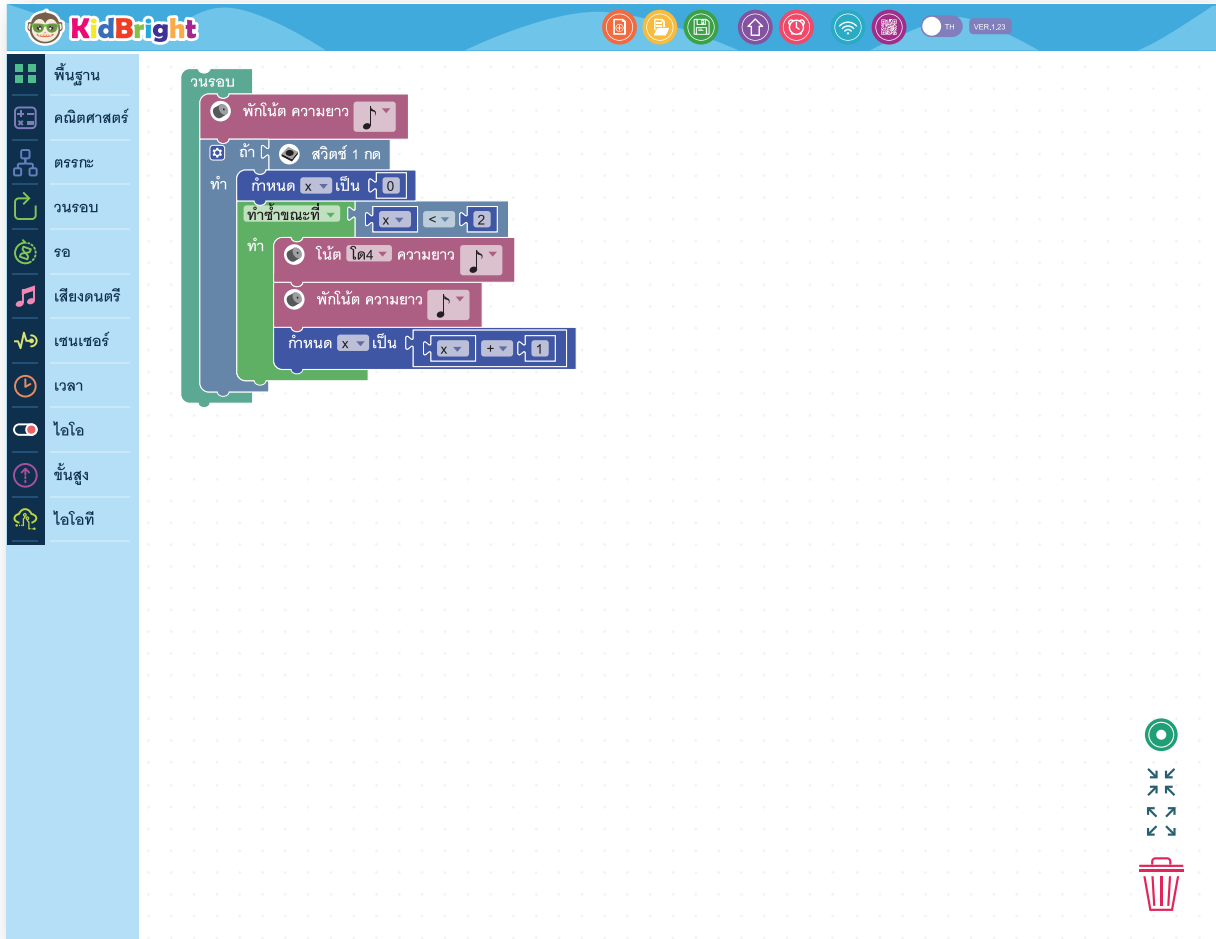 KidBright
TH
VER.1.23
พื้นฐาน
คณิตศาสตร์
ตรรกะ
วนรอบ
รอ
เสียงดนตรี
เซนเซอร์
เวลา
ไอโอ
ขั้นสูง
ไอโอที
วนรอบ
พักโน้ต ความยาว
ถ้า สวิตช์ 1 กด
ทำ กำหนด x เป็น 0
ทำซ้ำขณะที่ x < 2
ทำ โน้ต โด4 ความยาว
พักโน้ต ความยาว
กำหนด x เป็น x + 1